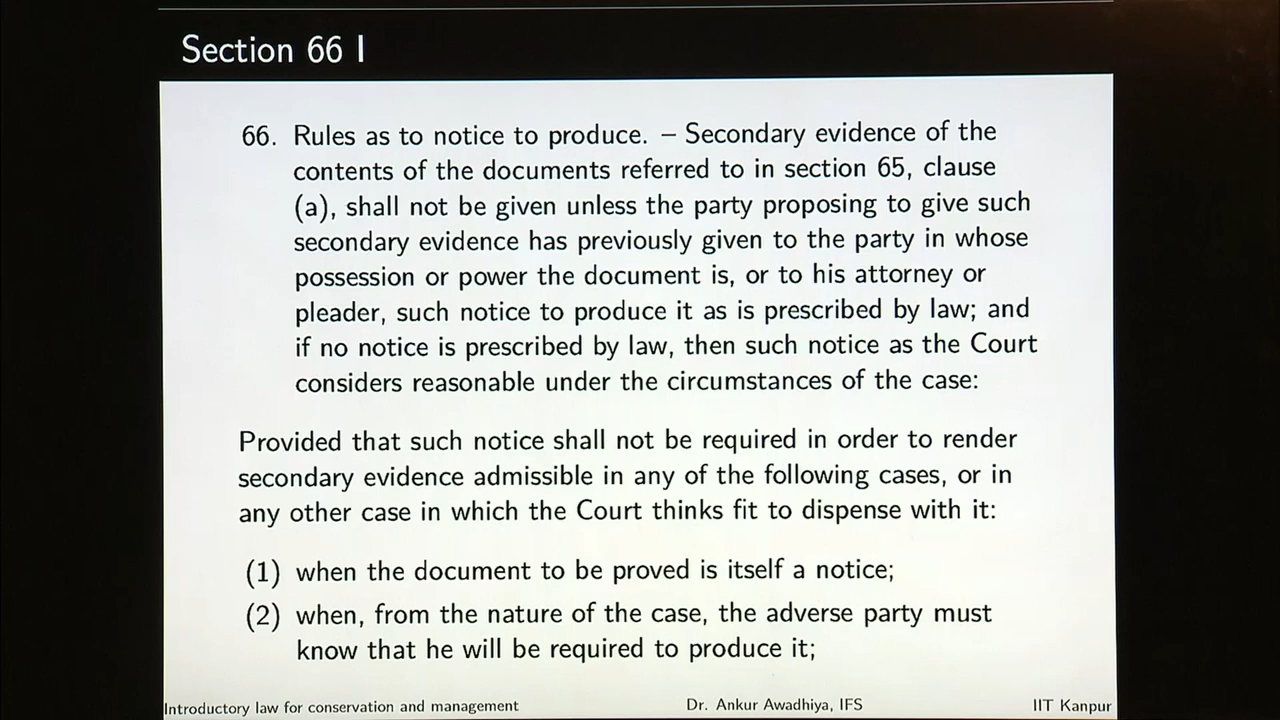 Section 66 I
66. Rules as to notice to produce. – Secondary evidence of the
contents of the documents referred to in section 65, clause
(a), shall not be given unless the party proposing to give such
secondary evidence has previously given to the party in whose
possession or power the document is, or to his attorney or
pleader, such notice to produce it as is prescribed by law; and
if no notice is prescribed by law, then such notice as the Court
considers reasonable under the circumstances of the case:
Provided that such notice shall not be required in order to render
secondary evidence admissible in any of the following cases, or in
any other case in which the Court thinks fit to dispense with it:
(1) when the document to be proved is itself a notice;
(2) when, from the nature of the case, the adverse party must
know that he will be required to produce it;
Introductory law for conservation and management Dr. Ankur Awadhiya, IFS IIT Kanpur